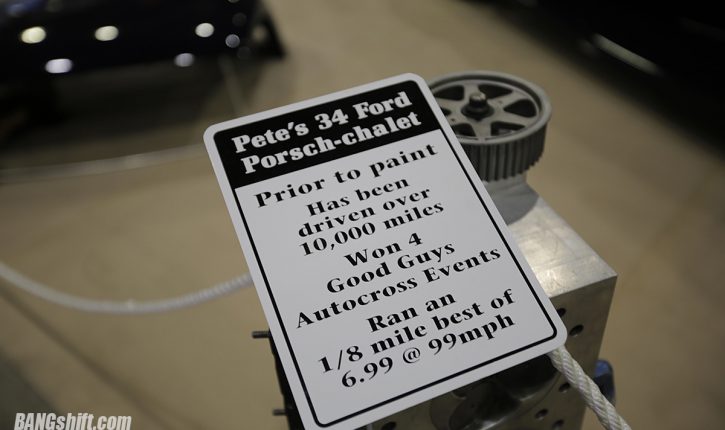 Pete's 34 Ford
Porsch-chalet
Prior to paint
Has been
driven over
10,000 miles
Won 4
Good Guys
Autocross Events
Ran an
1/8 mile best of
6.99 @ 99mph
BANGshift.com